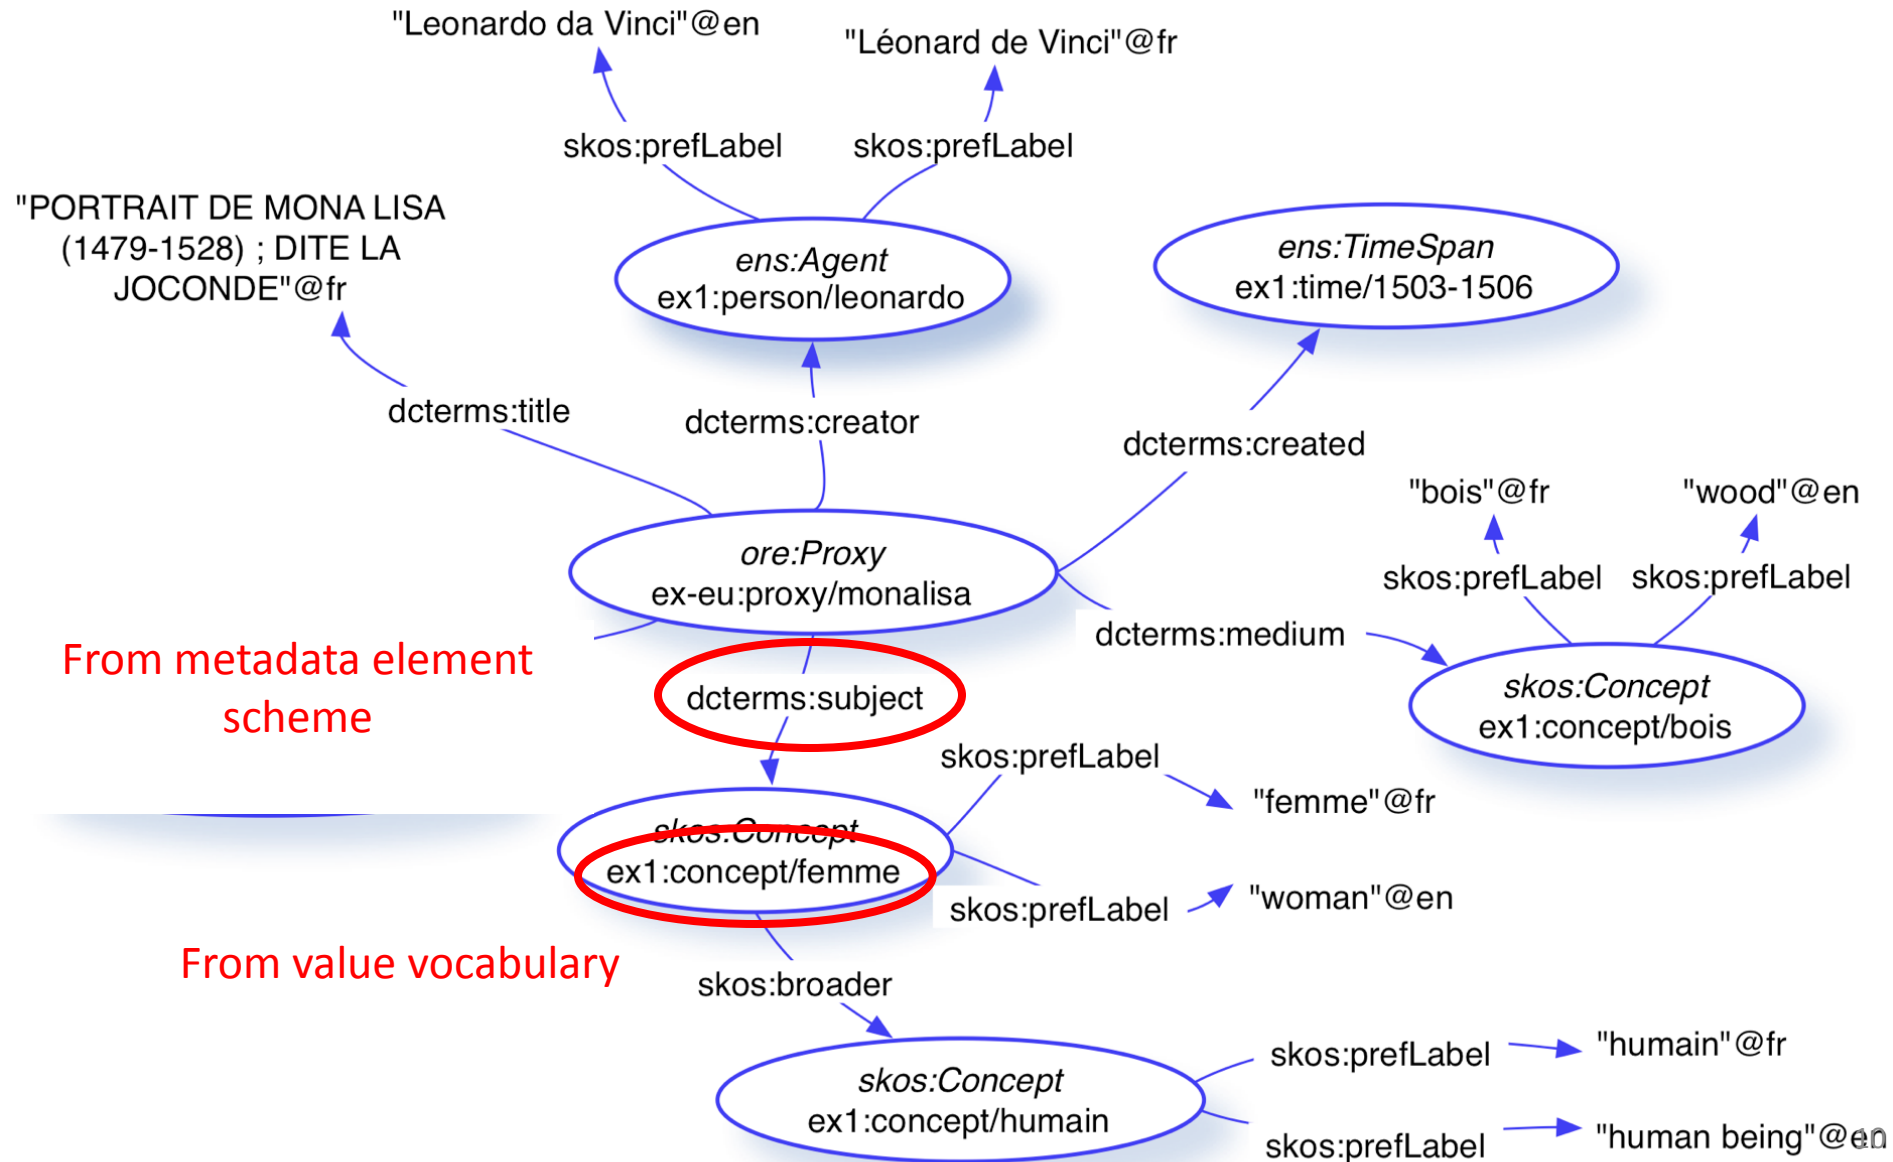 "Leonardo da Vinci"@en
"Léonard de Vinci"@fr
skos:prefLabel
skos:prefLabel
"PORTRAIT DE MONA LISA
(1479-1528) ; DITE LA
JOCONDE"@fr
ens:Agent
ex1:person/leonardo
ens:TimeSpan
ex1:time/1503-1506
dcterms:title
dcterms:creator
dcterms:created
"bois"@fr
"wood"@en
skos:prefLabel
skos:prefLabel
ore:Proxy
ex-eu:proxy/monalisa
dcterms:medium
From metadata element
scheme
dcterms:subject
skos:Concept
ex1:concept/bois
skos:prefLabel
"femme"@fr
skos:Concept
ex1:concept/femme
skos:prefLabel
"woman"@en
From value vocabulary
skos:broader
skos:Concept
ex1:concept/humain
skos:prefLabel
"humain"@fr
skos:prefLabel
"human being"@en
10